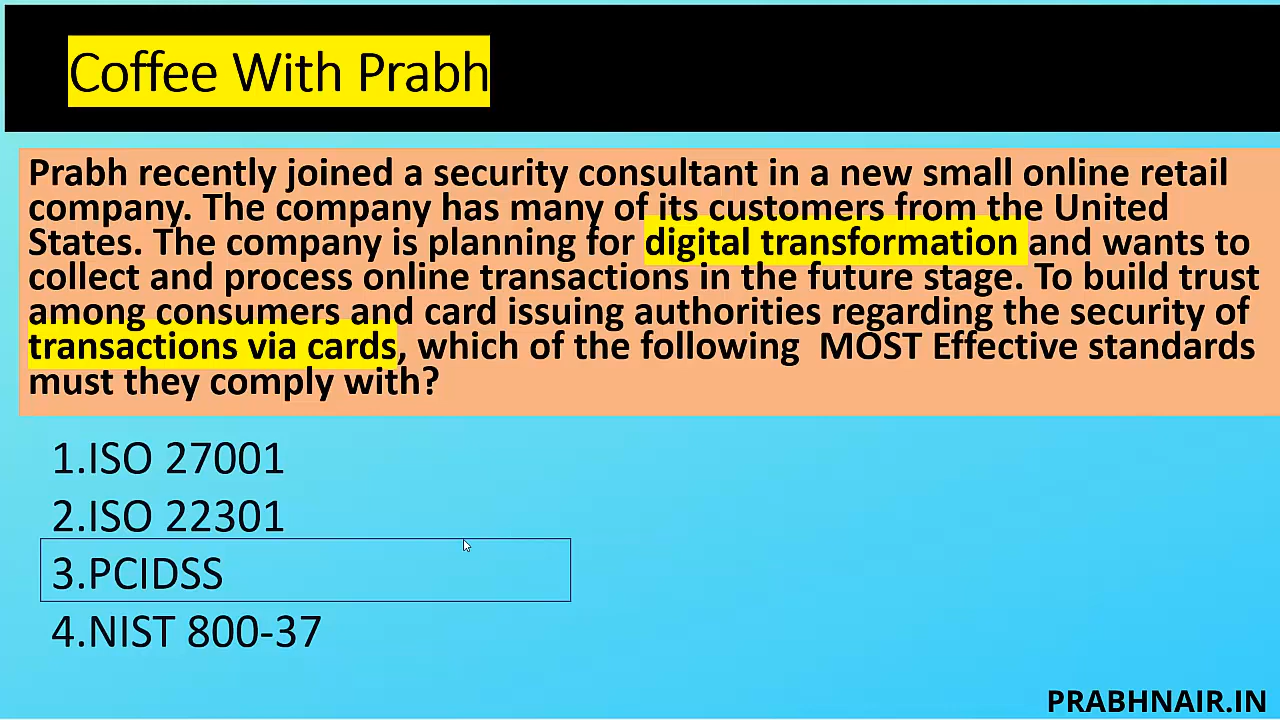 Coffee With Prabh
Prabh recently joined a security consultant in a new small online retail
company. The company has many of its customers from the United
States. The company is planning for digital transformation and wants to
collect and process online transactions in the future stage. To build trust
among consumers and card issuing authorities regarding the security of
transactions via cards, which of the following  MOST Effective standards
must they comply with?
1.ISO 27001
2.ISO 22301
3.PCIDSS
4.NIST 800-37
PRABHNAIR.IN